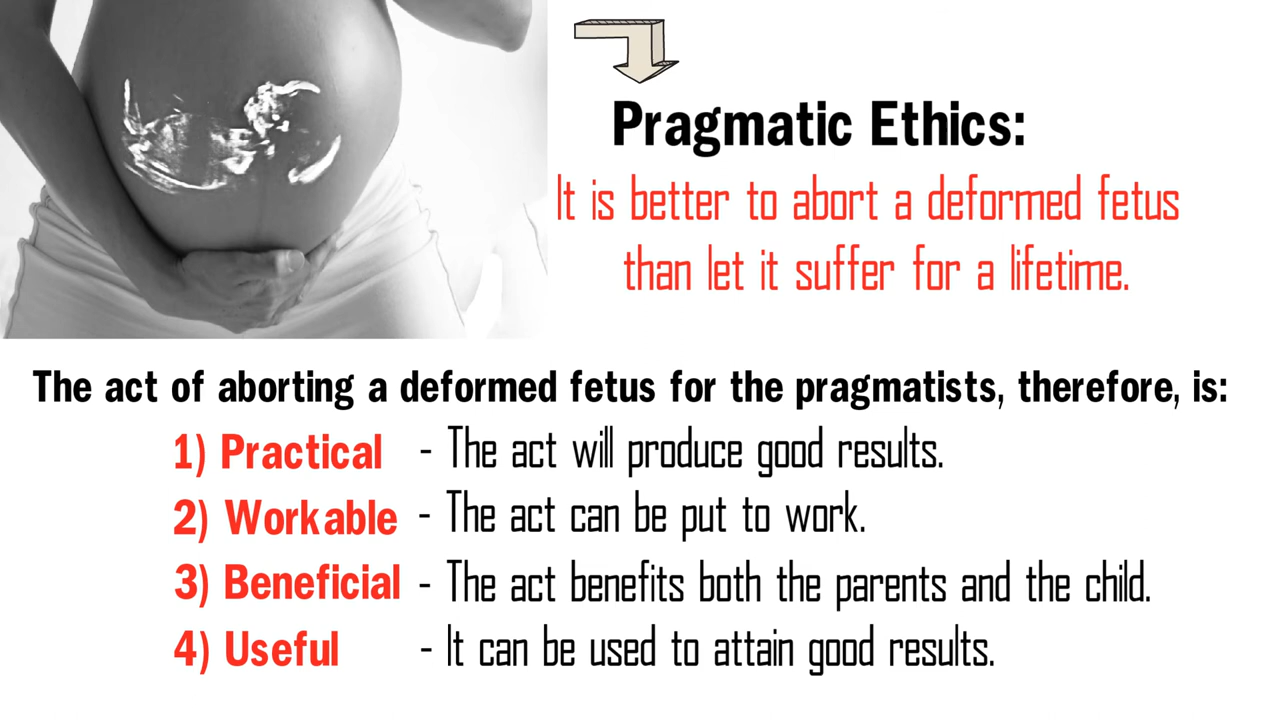 Pragmatic Ethics:
It is better to abort a deformed fetus
than let it suffer for a lifetime.
The act of aborting a deformed fetus for the pragmatists, therefore, is:
1) Practical - The act will produce good results.
2) Workable - The act can be put to work.
3) Beneficial - The act benefits both the parents and the child.
4) Useful - It can be used to attain good results.